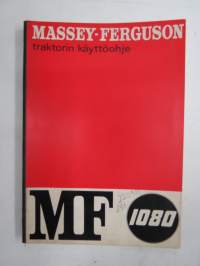 MASSEY-FERGUSON
traktorin käyttöohje
MF 1080